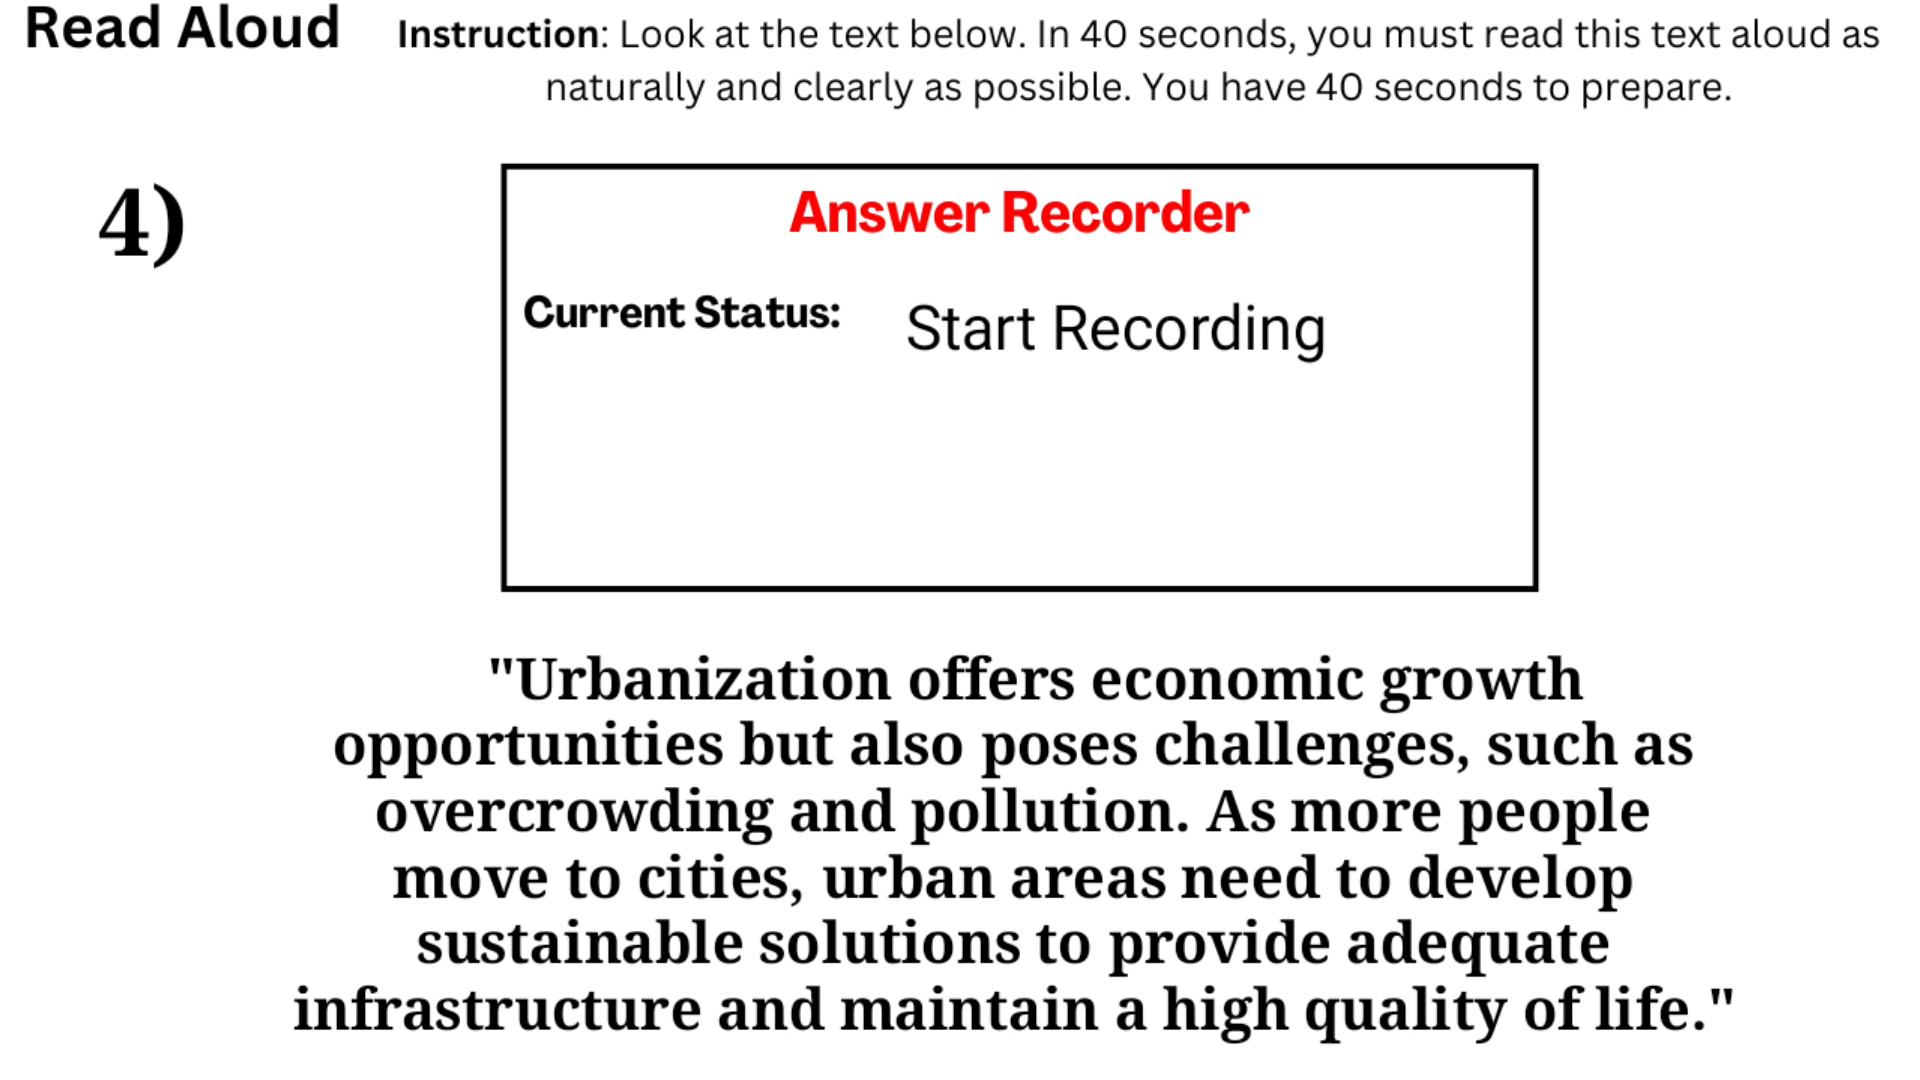 Read Aloud
Instruction: Look at the text below. In 40 seconds, you must read this text aloud as
naturally and clearly as possible. You have 40 seconds to prepare.
4)
Answer Recorder
Current Status: Start Recording
"Urbanization offers economic growth
opportunities but also poses challenges, such as
overcrowding and pollution. As more people
move to cities, urban areas need to develop
sustainable solutions to provide adequate
infrastructure and maintain a high quality of life."